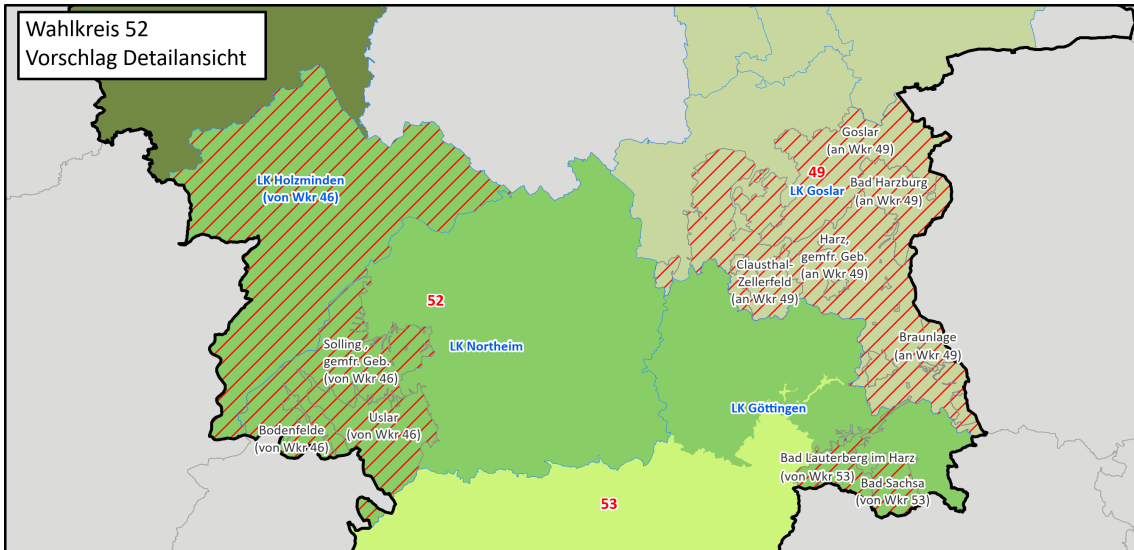 Wahlkreis 52
Vorschlag Detailansicht
Goslar
(an Wkr 49)
49
LK Goslar
Bad Harzburg
(an Wkr 49)
LK Holzminden
(von Wkr 46)
Harz,
gemfr. Geb.
(an Wkr 49)
Clausthal-
Zellerfeld
(an Wkr 49)
52
LK Northeim
Braunlage
(an Wkr 49)
Solling ,
gemfr. Geb.
(von Wkr 46)
LK Göttingen
Uslar
(von Wkr 46)
Bodenfelde
(von Wkr 46)
Bad Lauterberg im Harz
(von Wkr 53)
Bad Sachsa
(von Wkr 53)
53